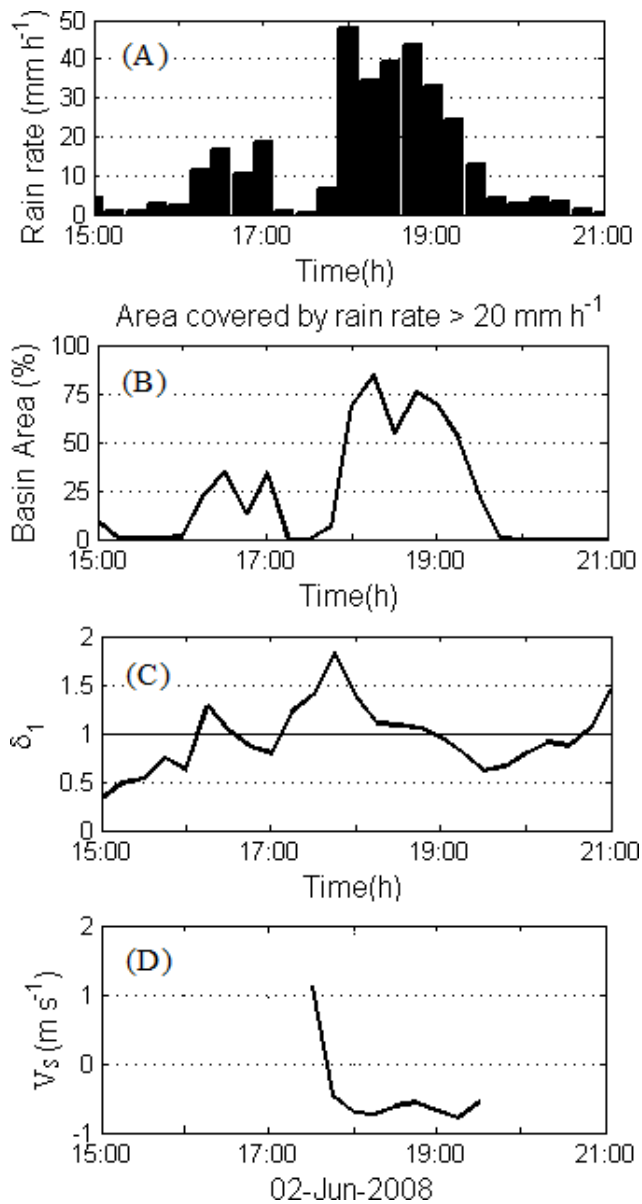 (A)
Rain rate (mm h⁻¹)
50
40
30
20
10
0
15:00 17:00 19:00 21:00
Time(h)
Area covered by rain rate > 20 mm h⁻¹
(B)
Basin Area (%)
100
75
50
25
0
15:00 17:00 19:00 21:00
Time(h)
(C)
δ₁
2
1.5
1
0.5
0
15:00 17:00 19:00 21:00
Time(h)
(D)
Vs (m s⁻¹)
2
1
0
-1
15:00 17:00 19:00 21:00
02-Jun-2008